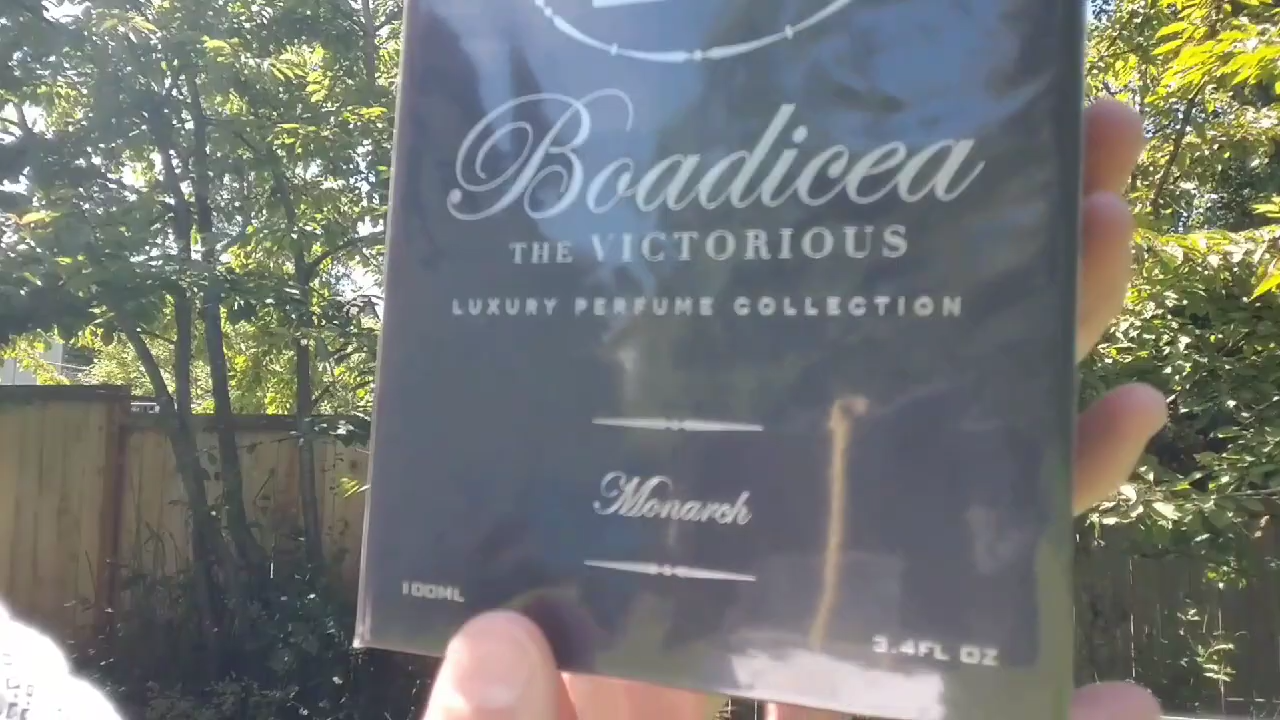 Boadicea
THE VICTORIOUS
LUXURY PERFUME COLLECTION
Monarch
100ML
3.4FL OZ